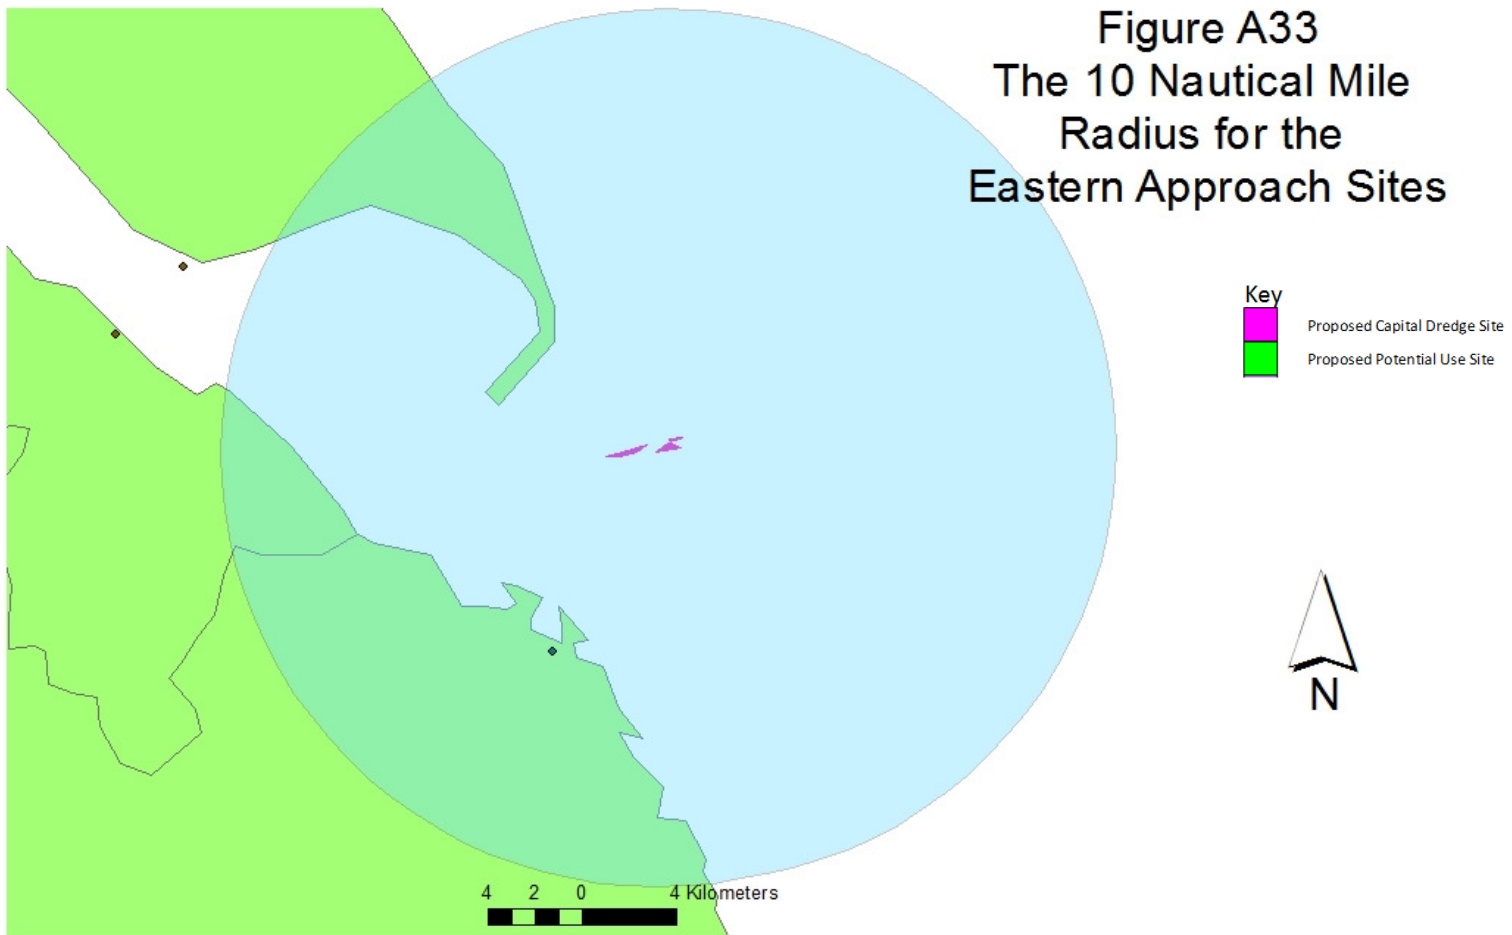 Figure A33
The 10 Nautical Mile
Radius for the
Eastern Approach Sites
Key
Proposed Capital Dredge Site
Proposed Potential Use Site
N
4 2 0 4 Kilometers